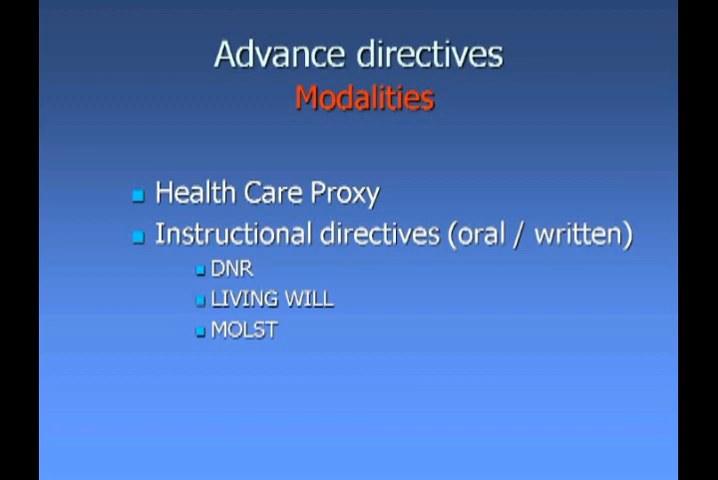 Advance directives
Modalities
Health Care Proxy
Instructional directives (oral / written)
DNR
LIVING WILL
MOLST